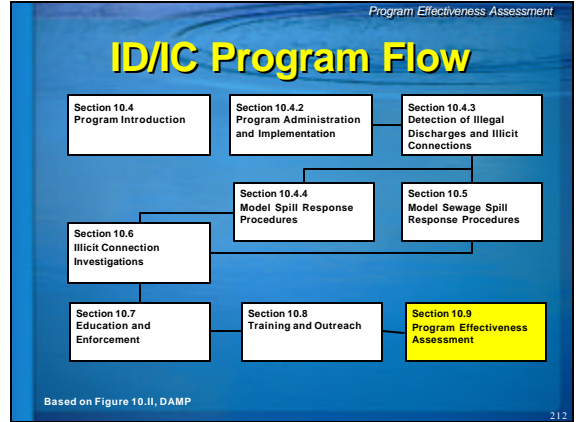 Program Effectiveness Assessment
ID/IC Program Flow
Section 10.4
Program Introduction
Section 10.4.2
Program Administration
and Implementation
Section 10.4.3
Detection of Illegal
Discharges and Illicit
Connections
Section 10.4.4
Model Spill Response
Procedures
Section 10.5
Model Sewage Spill
Response Procedures
Section 10.6
Illicit Connection
Investigations
Section 10.7
Education and
Enforcement
Section 10.8
Training and Outreach
Section 10.9
Program Effectiveness
Assessment
Based on Figure 10.II, DAMP
212